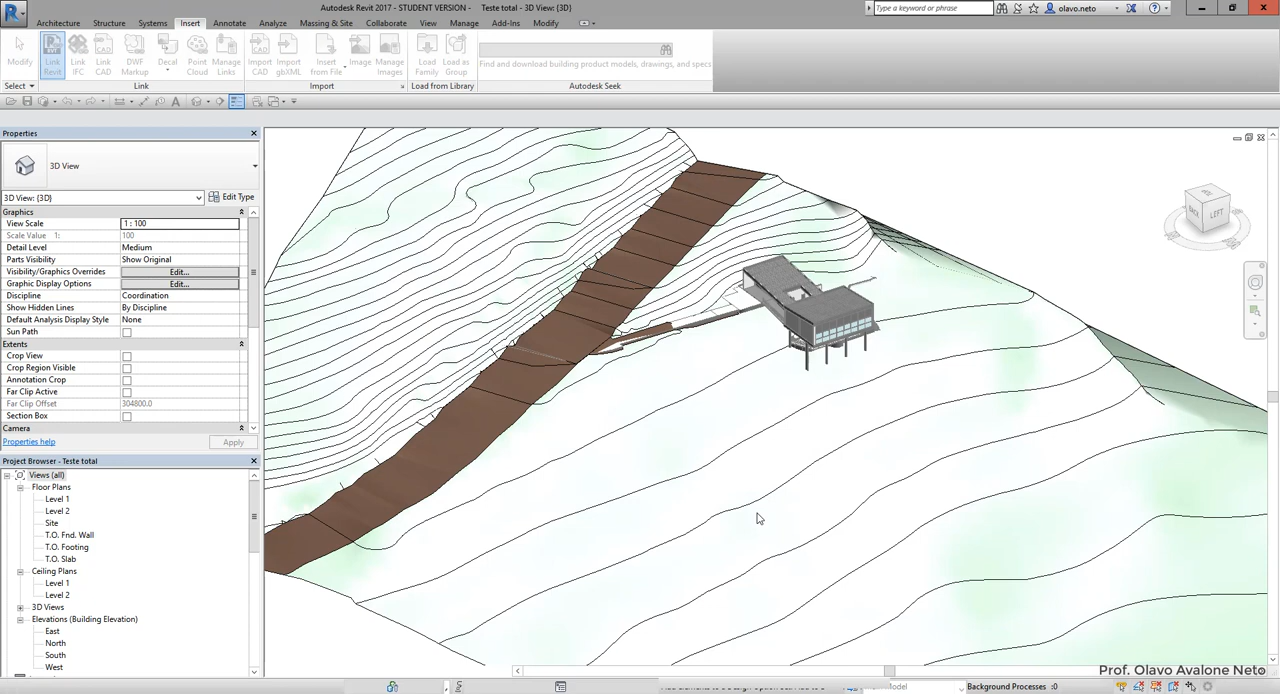 Autodesk Revit 2017 - STUDENT VERSION - Teste total - 3D View: {3D}
Type a keyword or phrase
olavo.neto
Architecture Structure Systems Insert Annotate Analyze Massing & Site Collaborate View Manage Add-Ins Modify
Modify
Link Revit
Link IFC
Link CAD
DWF Markup
Decal
Point Cloud
Manage Links
Import CAD
Import gbXML
Insert from File
Image
Manage Images
Load Family
Load as Group
Find and download building product models, drawings, and specs
Select Link Import Load from Library Autodesk Seek
Properties
3D View
3D View: {3D} Edit Type
Graphics
View Scale 1 : 100
Scale Value 1: 100
Detail Level Medium
Parts Visibility Show Original
Visibility/Graphics Overrides Edit...
Graphic Display Options Edit...
Discipline Coordination
Show Hidden Lines By Discipline
Default Analysis Display Style None
Sun Path
Extents
Crop View
Crop Region Visible
Annotation Crop
Far Clip Active
Far Clip Offset 304800.0
Section Box
Camera
Properties help Apply
Project Browser - Teste total
Views (all)
Floor Plans
Level 1
Level 2
Site
T.O. Fnd. Wall
T.O. Footing
T.O. Slab
Ceiling Plans
Level 1
Level 2
3D Views
Elevations (Building Elevation)
East
North
South
West
BACK
LEFT
Prof. Olavo Avalone Neto
Model
Background Processes :0